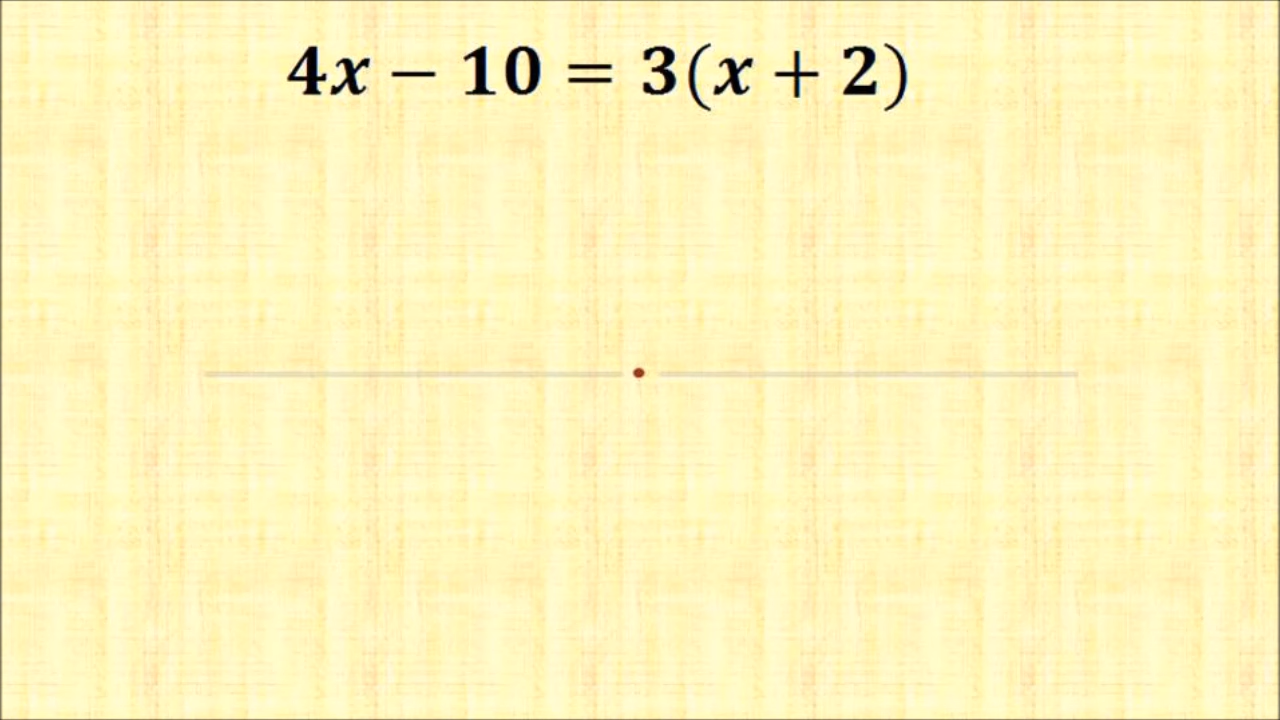 4x − 10 = 3(x + 2)